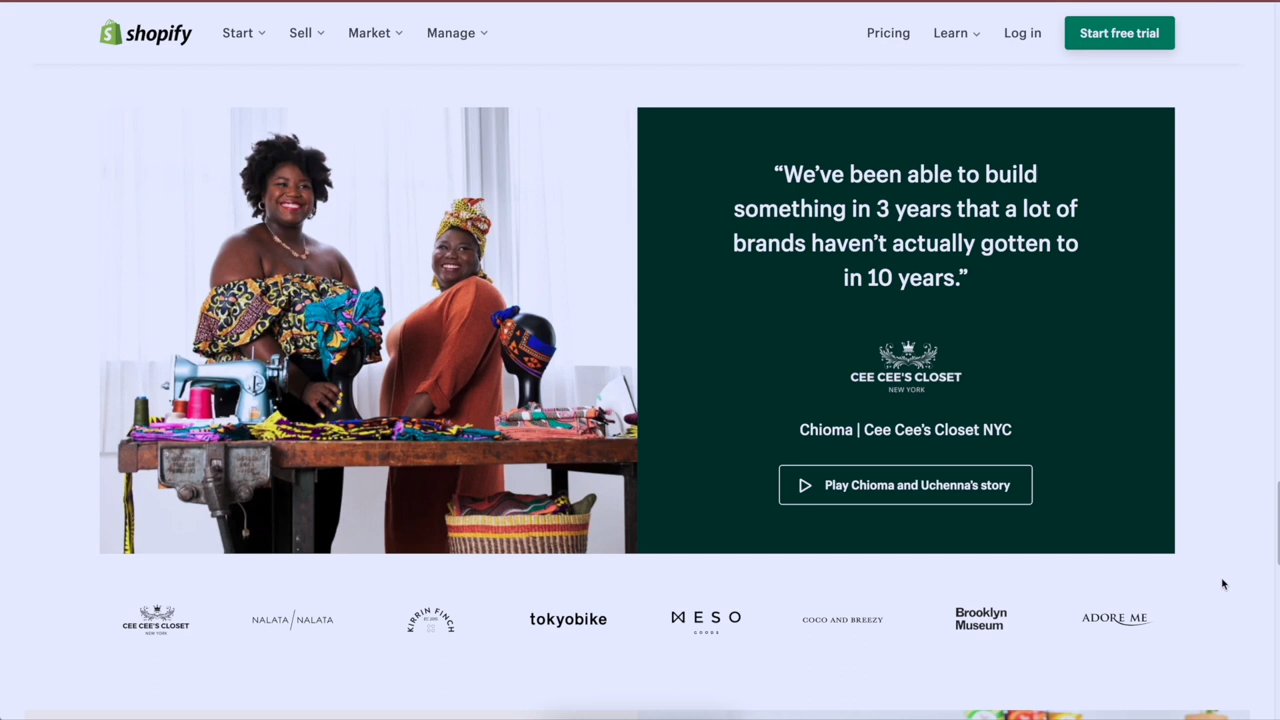 shopify
Start
Sell
Market
Manage
Pricing
Learn
Log in
Start free trial
“We’ve been able to build
something in 3 years that a lot of
brands haven’t actually gotten to
in 10 years.”
CEE CEE'S CLOSET
NEW YORK
Chioma | Cee Cee’s Closet NYC
Play Chioma and Uchenna’s story
CEE CEE'S CLOSET
NEW YORK
NALATA/NALATA
KIRRIN FINCH
tokyobike
MESO
GOODS
COCO AND BREEZY
Brooklyn
Museum
ADORE ME